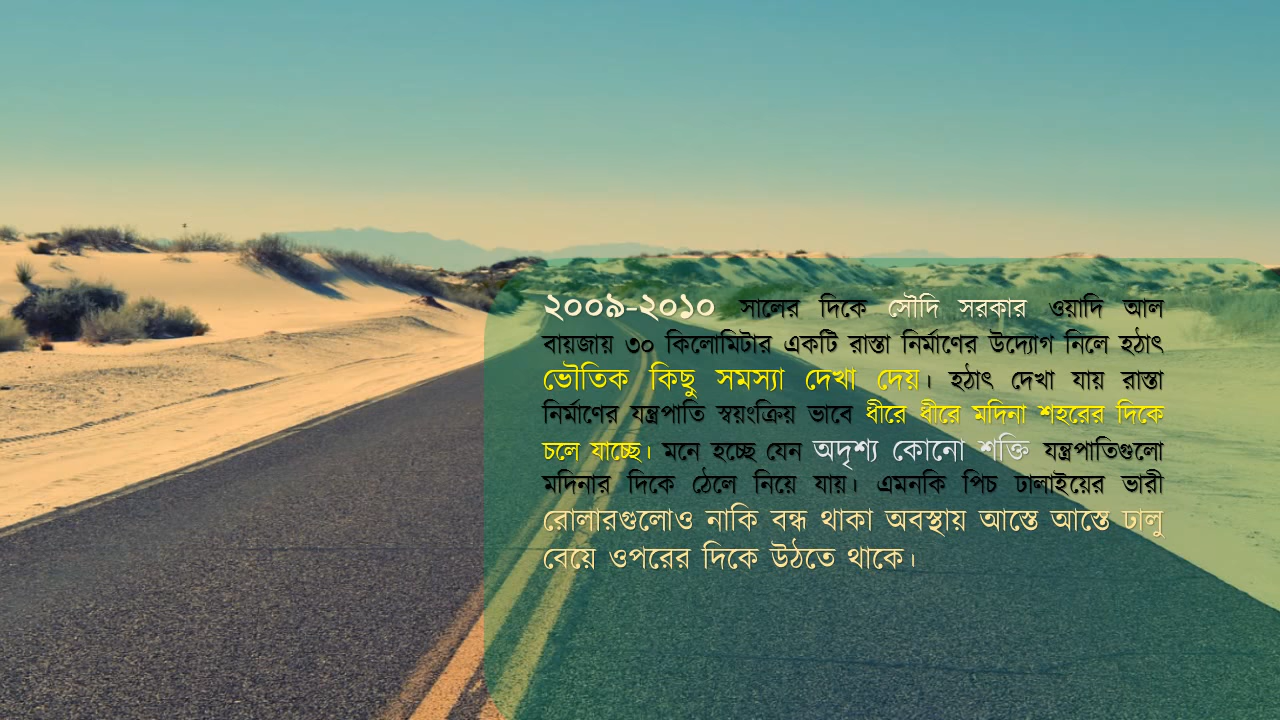 ২০০৯-২০১০ সালের দিকে সৌদি সরকার ওয়াদি আল
বায়জায় ৩০ কিলোমিটার একটি রাস্তা নির্মাণের উদ্যোগ নিলে হঠাৎ
ভৌতিক কিছু সমস্যা দেখা দেয়। হঠাৎ দেখা যায় রাস্তা
নির্মাণের যন্ত্রপাতি স্বয়ংক্রিয় ভাবে ধীরে ধীরে মদিনা শহরের দিকে
চলে যাচ্ছে। মনে হচ্ছে যেন অদৃশ্য কোনো শক্তি যন্ত্রপাতিগুলো
মদিনার দিকে ঠেলে নিয়ে যায়। এমনকি পিচ ঢালাইয়ের ভারী
রোলারগুলোও নাকি বন্ধ থাকা অবস্থায় আস্তে আস্তে ঢালু
বেয়ে ওপরের দিকে উঠতে থাকে।